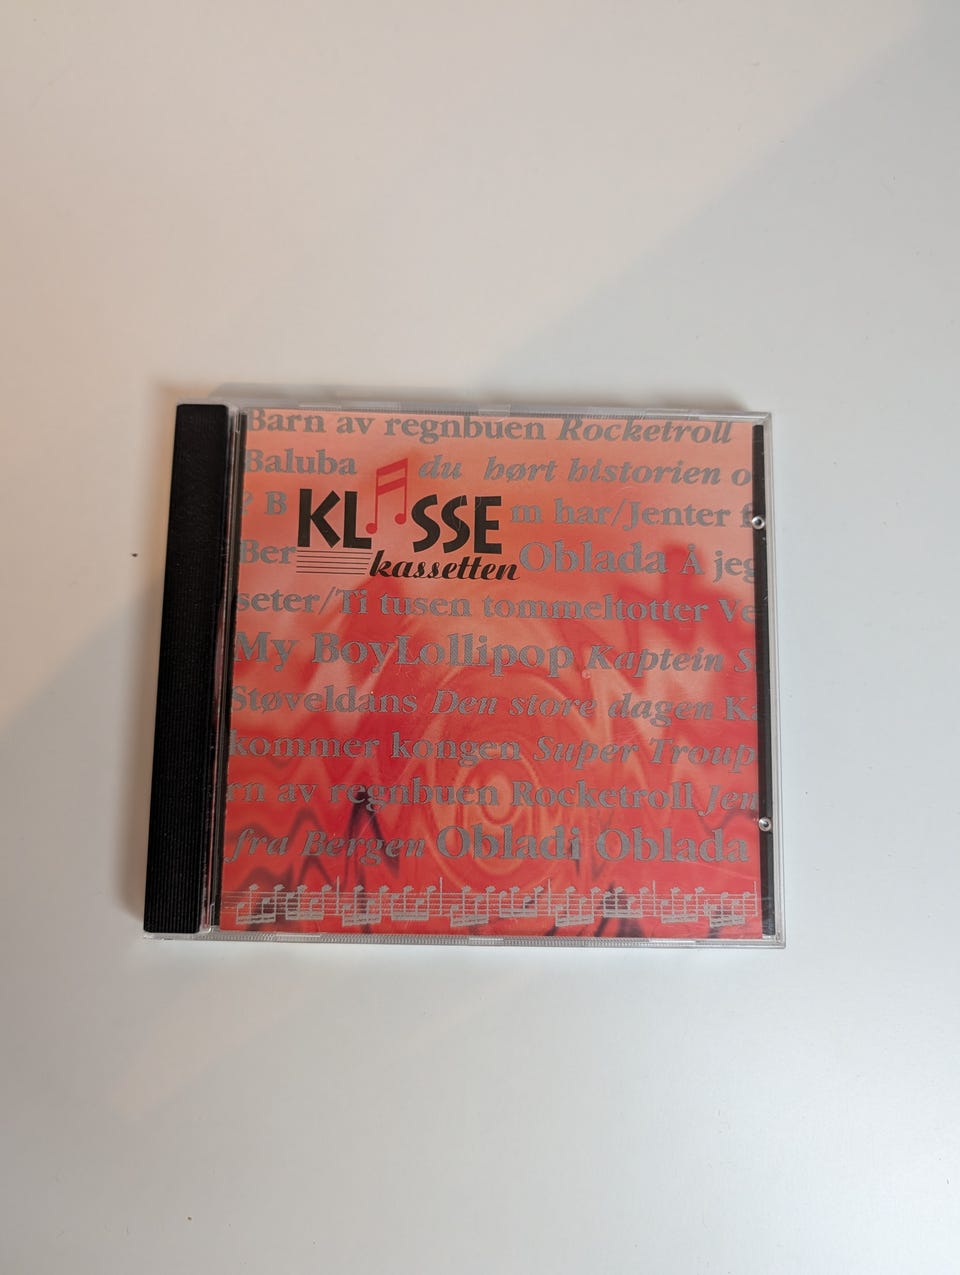 Barn av regnbuen Rocketroll
Baluba du hørt historien o
? B m har/Jenter f
KLASSE
kassetten
Ber Oblada Å jeg
seter/Ti tusen tommeltotter Ve
My BoyLollipop Kaptein S
Støveldans Den store dagen K
kommer kongen Super Troup
rn av regnbuen Rocketroll Jen
fra Bergen Obladi Oblada